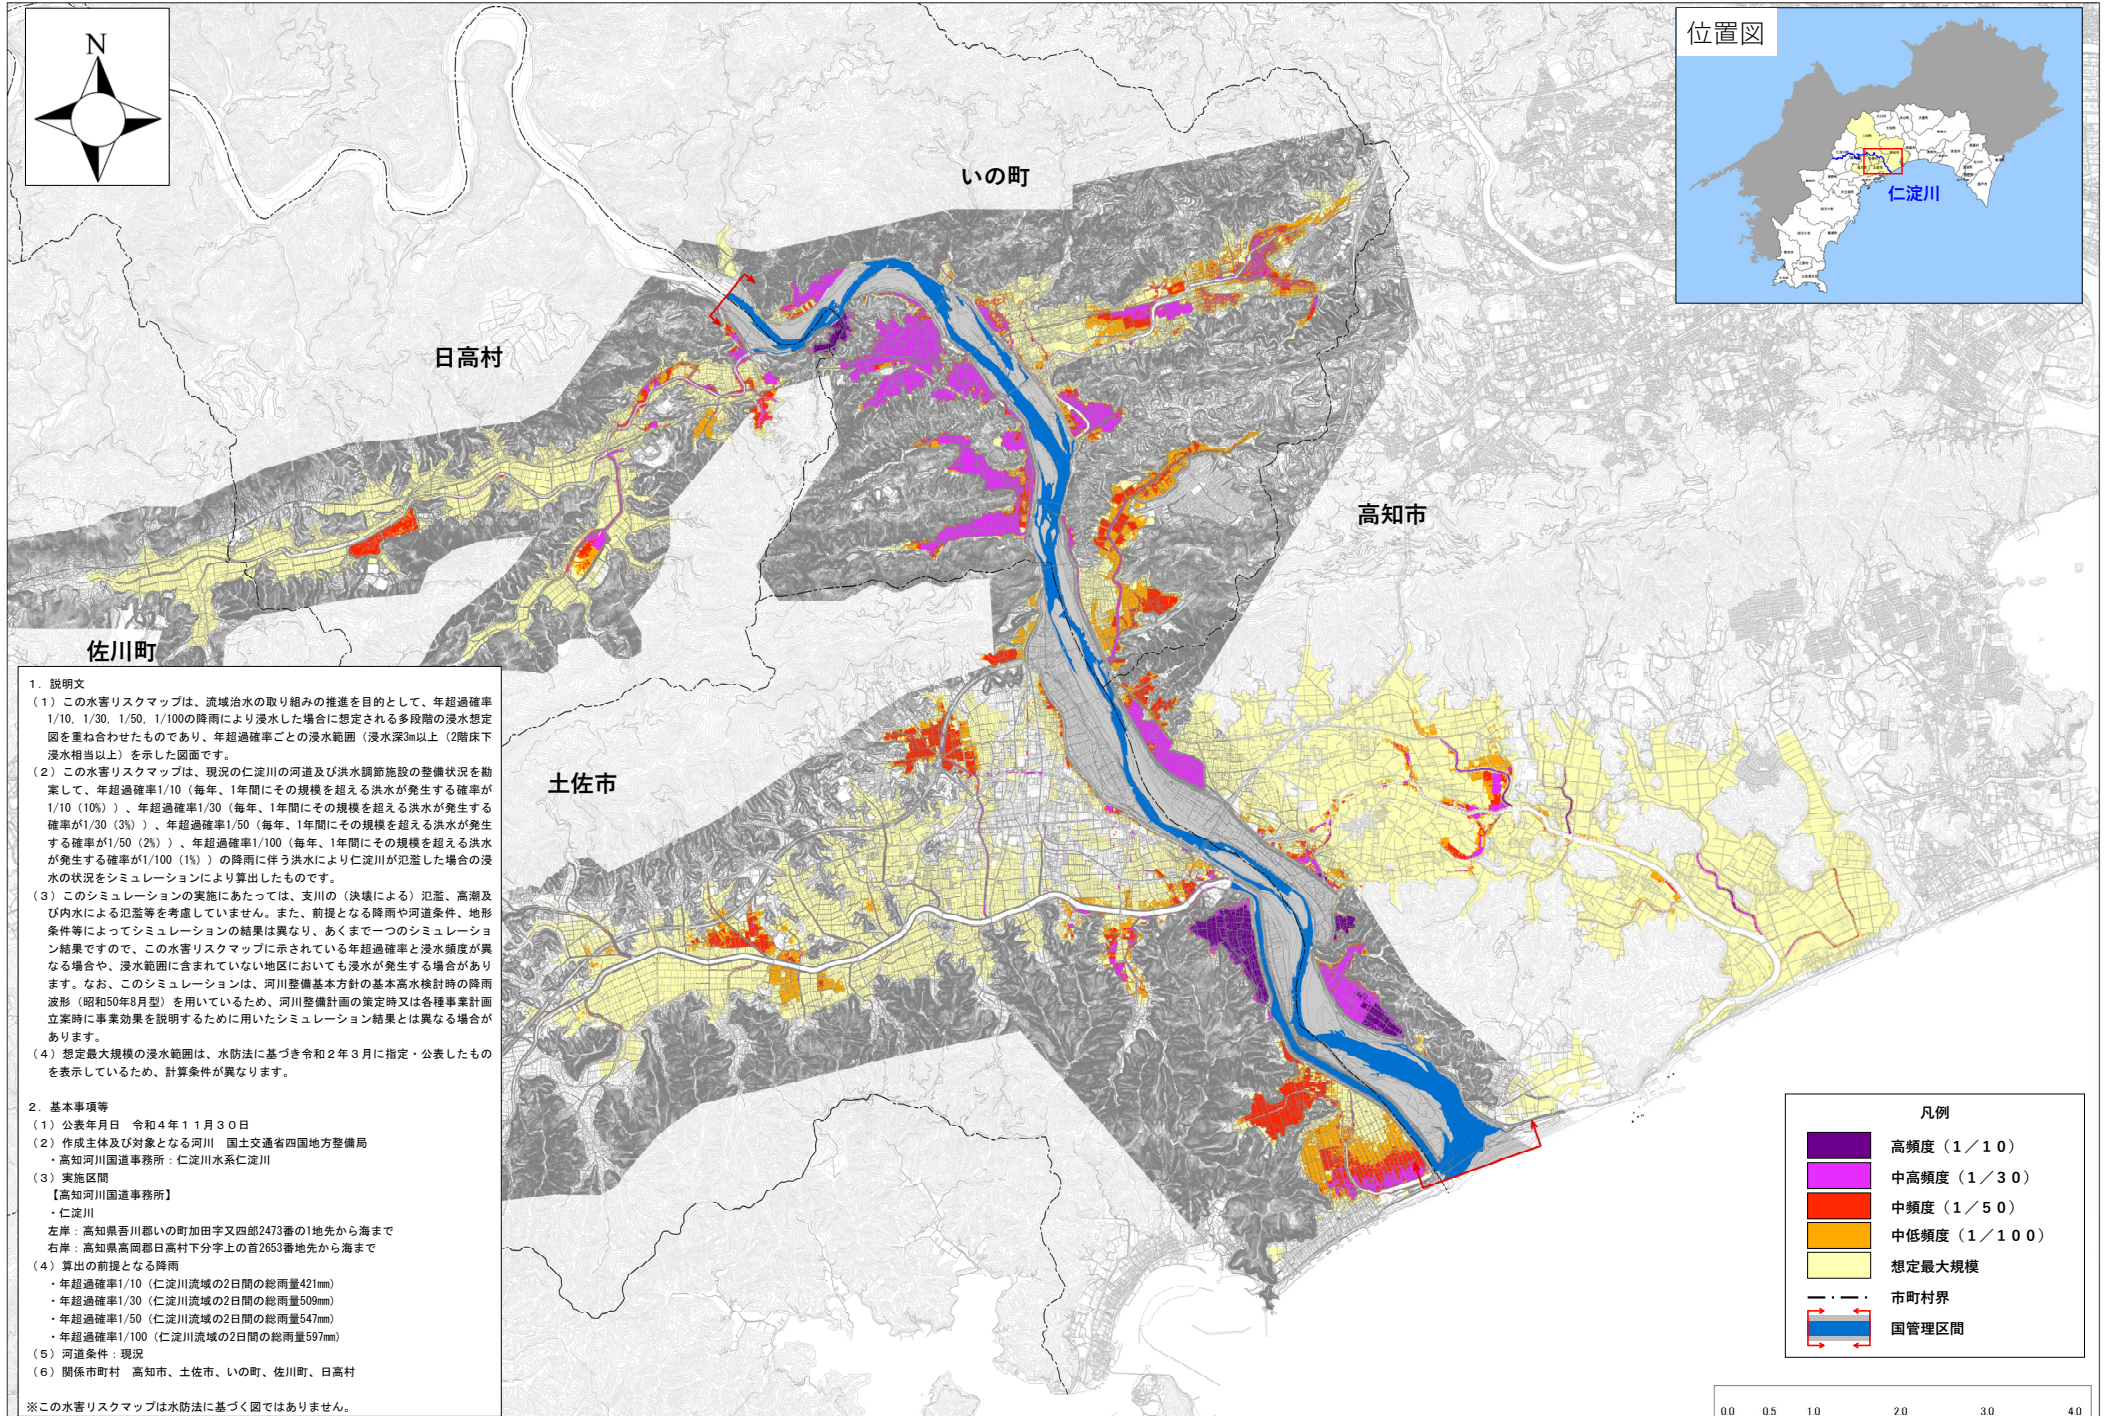 N
位置図
仁淀川
いの町
日高村
高知市
佐川町
土佐市
1. 説明文
（1）この水害リスクマップは、流域治水の取り組みの推進を目的として、年超過確率
1/10, 1/30, 1/50, 1/100の降雨により浸水した場合に想定される多段階の浸水想定
図を重ね合わせたものであり、年超過確率ごとの浸水範囲（浸水深3m以上（2階床下
浸水相当以上）を示した図面です。
（2）この水害リスクマップは、現況の仁淀川の河道及び洪水調節施設の整備状況を勘
案して、年超過確率1/10（毎年、1年間にその規模を超える洪水が発生する確率が
1/10（10%））、年超過確率1/30（毎年、1年間にその規模を超える洪水が発生する
確率が1/30（3%））、年超過確率1/50（毎年、1年間にその規模を超える洪水が発生
する確率が1/50（2%））、年超過確率1/100（毎年、1年間にその規模を超える洪水
が発生する確率が1/100（1%））の降雨に伴う洪水により仁淀川が氾濫した場合の浸
水の状況をシミュレーションにより算出したものです。
（3）このシミュレーションの実施にあたっては、支川の（決壊による）氾濫、高潮及
び内水による氾濫等を考慮していません。また、前提となる降雨や河道条件、地形
条件等によってシミュレーションの結果は異なり、あくまで一つのシミュレーショ
ン結果ですので、この水害リスクマップに示されている年超過確率と浸水頻度が異
なる場合や、浸水範囲に含まれていない地区においても浸水が発生する場合があり
ます。なお、このシミュレーションは、河川整備基本方針の基本高水検討時の降雨
波形（昭和50年8月型）を用いているため、河川整備計画の策定時又は各種事業計画
立案時に事業効果を説明するために用いたシミュレーション結果とは異なる場合が
あります。
（4）想定最大規模の浸水範囲は、水防法に基づき令和２年３月に指定・公表したもの
を表示しているため、計算条件が異なります。
2. 基本事項等
（1）公表年月日　令和４年１１月３０日
（2）作成主体及び対象となる河川　国土交通省四国地方整備局
・高知河川国道事務所：仁淀川水系仁淀川
（3）実施区間
【高知河川国道事務所】
・仁淀川
左岸：高知県吾川郡いの町加田字又四郎2473番の1地先から海まで
右岸：高知県高岡郡日高村下分字上の首2653番地先から海まで
（4）算出の前提となる降雨
・年超過確率1/10（仁淀川流域の2日間の総雨量421mm）
・年超過確率1/30（仁淀川流域の2日間の総雨量509mm）
・年超過確率1/50（仁淀川流域の2日間の総雨量547mm）
・年超過確率1/100（仁淀川流域の2日間の総雨量597mm）
（5）河道条件：現況
（6）関係市町村　高知市、土佐市、いの町、佐川町、日高村
※この水害リスクマップは水防法に基づく図ではありません。
凡例
高頻度（１／１０）
中高頻度（１／３０）
中頻度（１／５０）
中低頻度（１／１００）
想定最大規模
市町村界
国管理区間
0.0 0.5 1.0 2.0 3.0 4.0